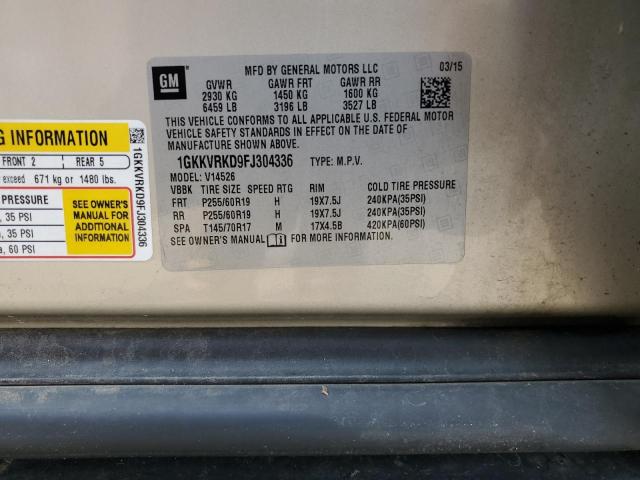 GM
MFD BY GENERAL MOTORS LLC
03/15
GVWR GAWR FRT GAWR RR
2930 KG 1450 KG 1600 KG
6459 LB 3196 LB 3527 LB
THIS VEHICLE CONFORMS TO ALL APPLICABLE U.S. FEDERAL MOTOR
VEHICLE SAFETY STANDARDS IN EFFECT ON THE DATE OF
MANUFACTURE SHOWN ABOVE.
1GKKVRKD9FJ304336 TYPE: M.P.V.
MODEL: V14526
VBBK TIRE SIZE SPEED RTG RIM COLD TIRE PRESSURE
FRT P255/60R19 H 19X7.5J 240KPA(35PSI)
RR P255/60R19 H 19X7.5J 240KPA(35PSI)
SPA T145/70R17 M 17X4.5B 420KPA(60PSI)
SEE OWNER'S MANUAL FOR MORE INFORMATION.
G INFORMATION
FRONT 2 REAR 5
exceed 671 kg or 1480 lbs.
, 35 PSI
, 35 PSI
, 60 PSI
SEE OWNER'S
MANUAL FOR
ADDITIONAL
INFORMATION
1GKKVRKD9FJ304336